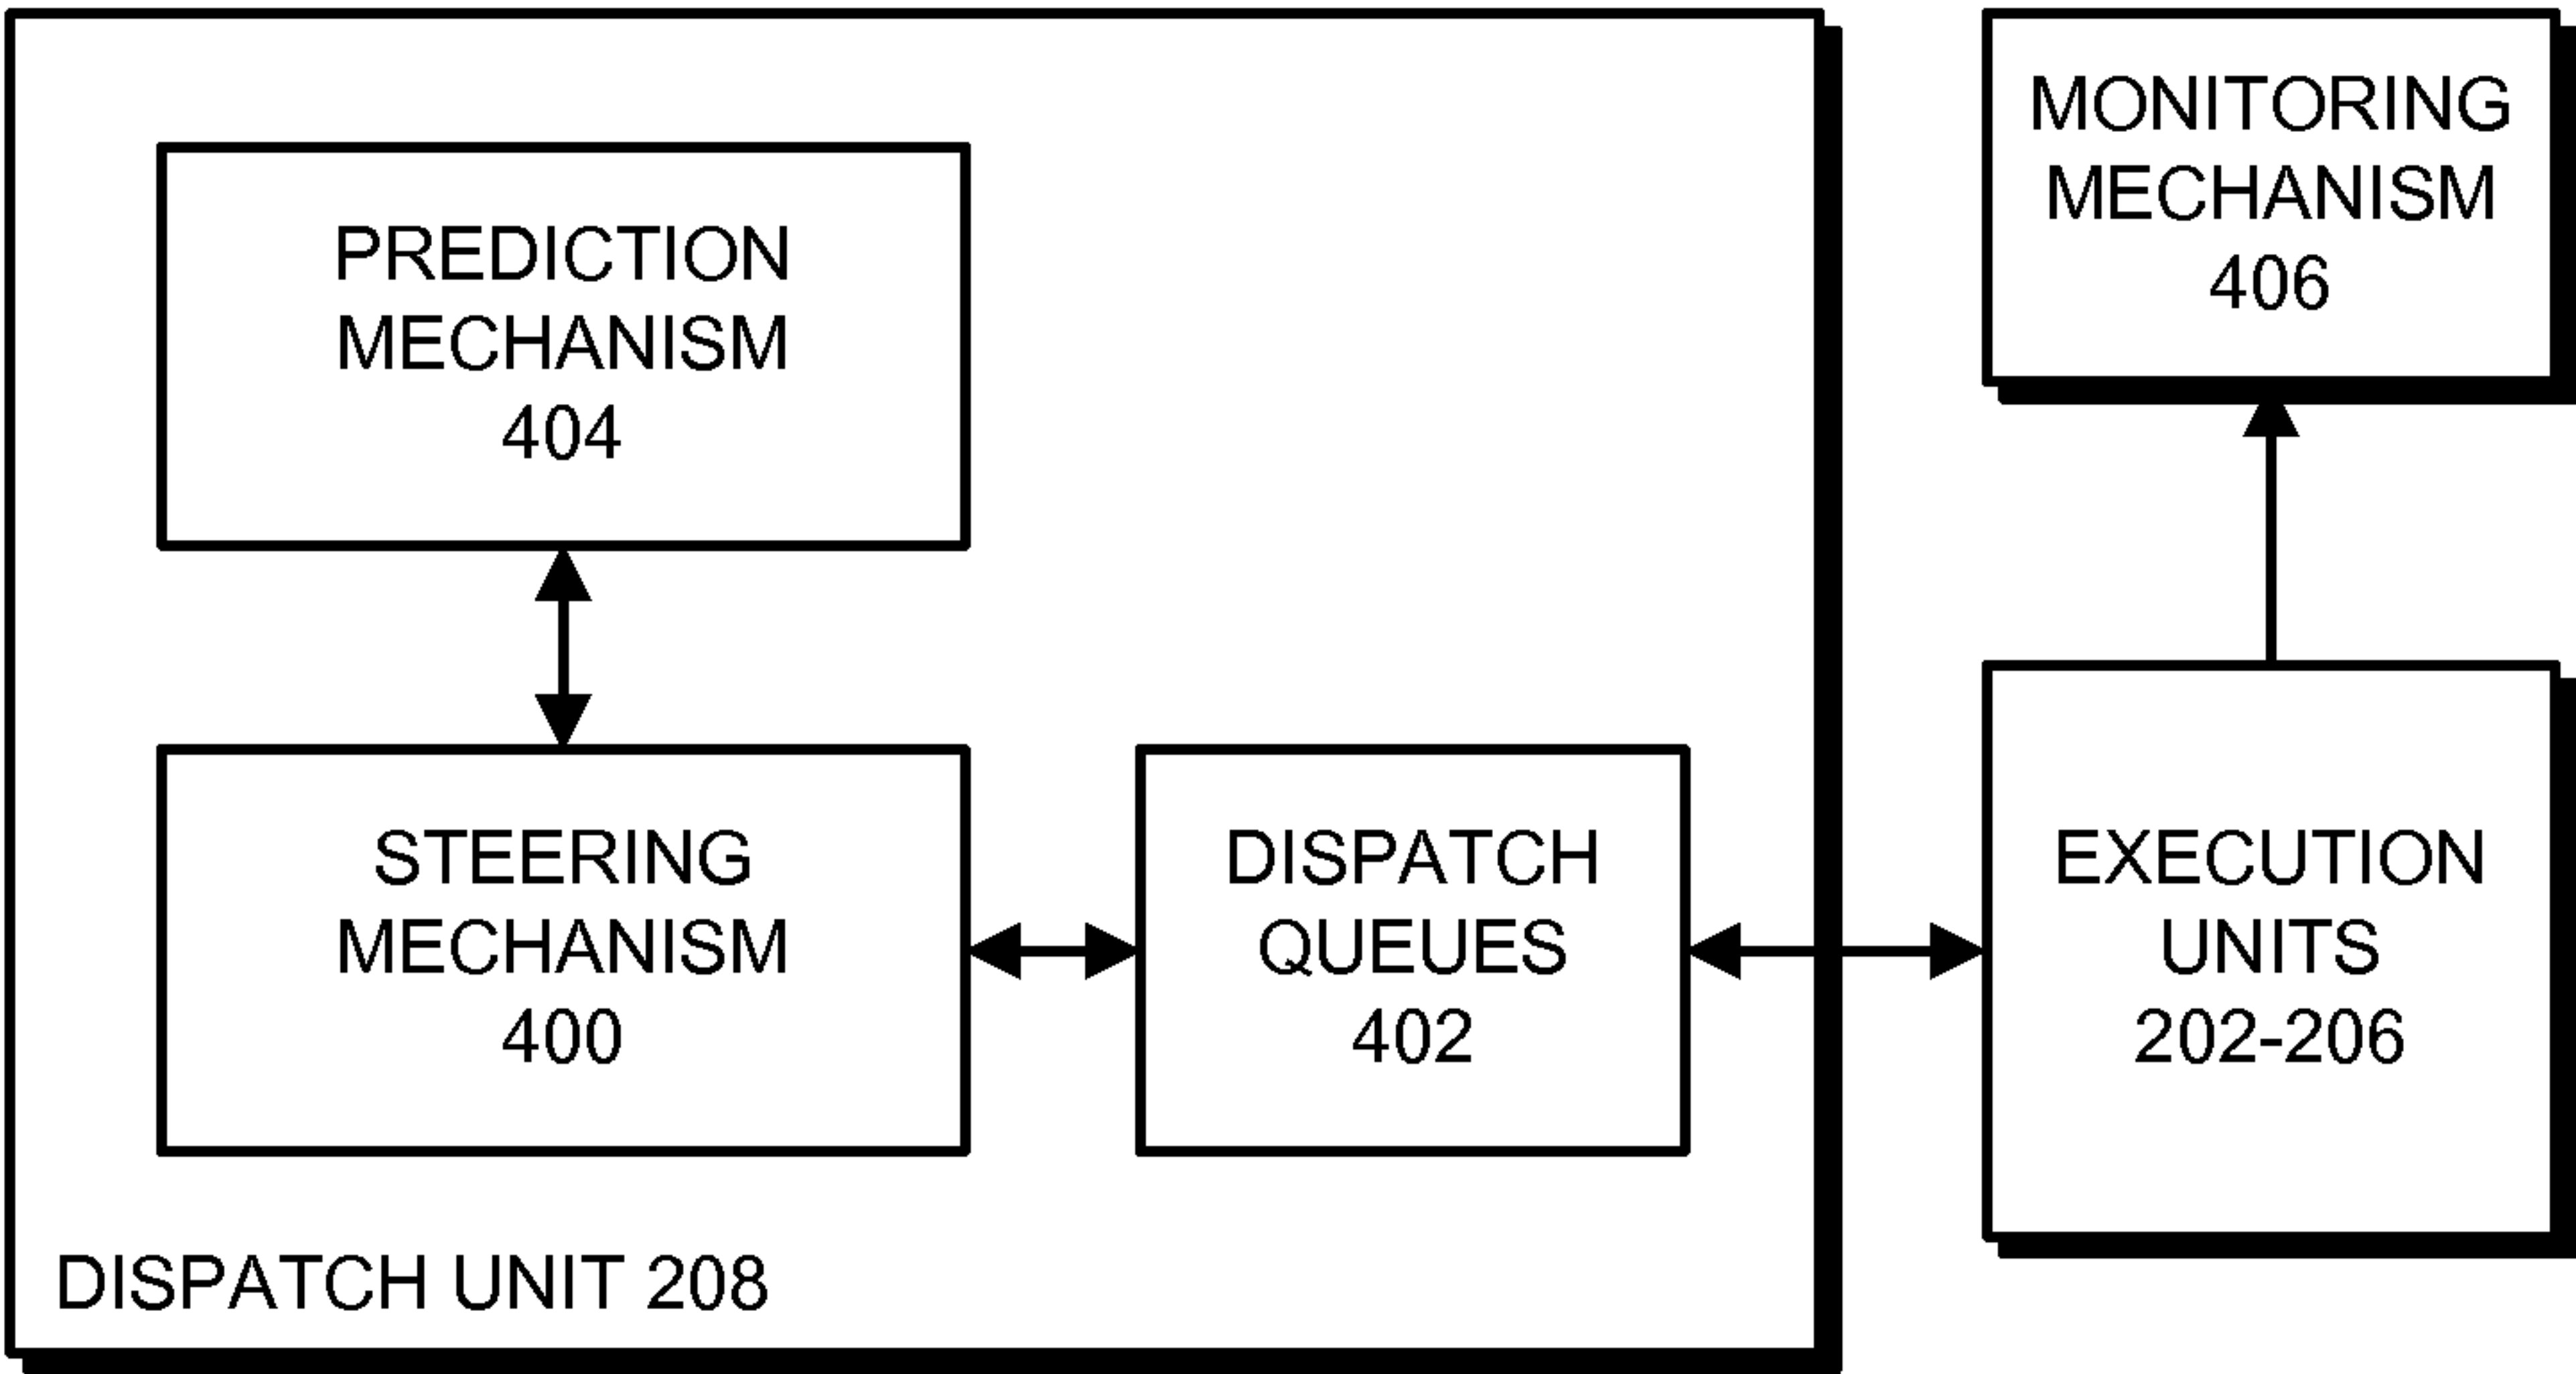 PREDICTION
MECHANISM
404
STEERING
MECHANISM
400
DISPATCH
QUEUES
402
DISPATCH UNIT 208
MONITORING
MECHANISM
406
EXECUTION
UNITS
202-206